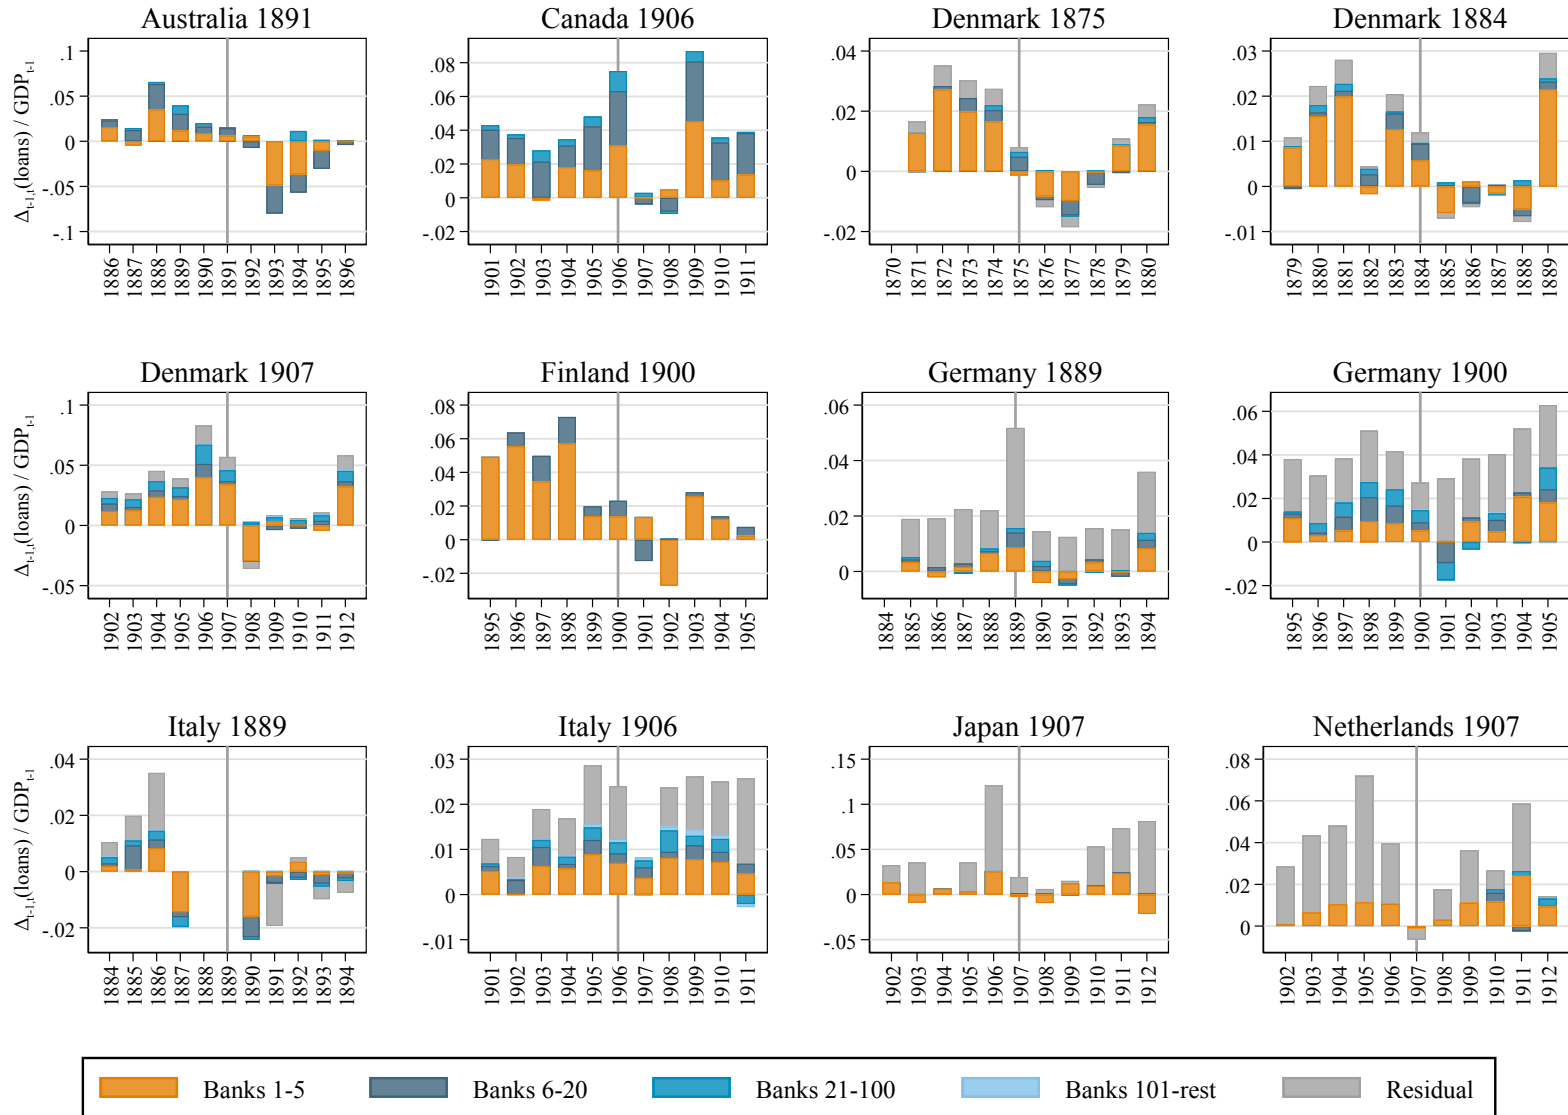 Australia 1891
Δt-1,t(loans) / GDPt-1
.1
.05
0
-.05
-.1
1886 1887 1888 1889 1890 1891 1892 1893 1894 1895 1896
Canada 1906
.08
.06
.04
.02
0
-.02
1901 1902 1903 1904 1905 1906 1907 1908 1909 1910 1911
Denmark 1875
.04
.02
0
-.02
1870 1871 1872 1873 1874 1875 1876 1877 1878 1879 1880
Denmark 1884
.03
.02
.01
0
-.01
1879 1880 1881 1882 1883 1884 1885 1886 1887 1888 1889
Denmark 1907
Δt-1,t(loans) / GDPt-1
.1
.05
0
-.05
1902 1903 1904 1905 1906 1907 1908 1909 1910 1911 1912
Finland 1900
.08
.06
.04
.02
0
-.02
1895 1896 1897 1898 1899 1900 1901 1902 1903 1904 1905
Germany 1889
.06
.04
.02
0
1884 1885 1886 1887 1888 1889 1890 1891 1892 1893 1894
Germany 1900
.06
.04
.02
0
-.02
1895 1896 1897 1898 1899 1900 1901 1902 1903 1904 1905
Italy 1889
Δt-1,t(loans) / GDPt-1
.04
.02
0
-.02
1884 1885 1886 1887 1888 1889 1890 1891 1892 1893 1894
Italy 1906
.03
.02
.01
0
-.01
1901 1902 1903 1904 1905 1906 1907 1908 1909 1910 1911
Japan 1907
.15
.1
.05
0
-.05
1902 1903 1904 1905 1906 1907 1908 1909 1910 1911 1912
Netherlands 1907
.08
.06
.04
.02
0
1902 1903 1904 1905 1906 1907 1908 1909 1910 1911 1912
Banks 1-5 Banks 6-20 Banks 21-100 Banks 101-rest Residual